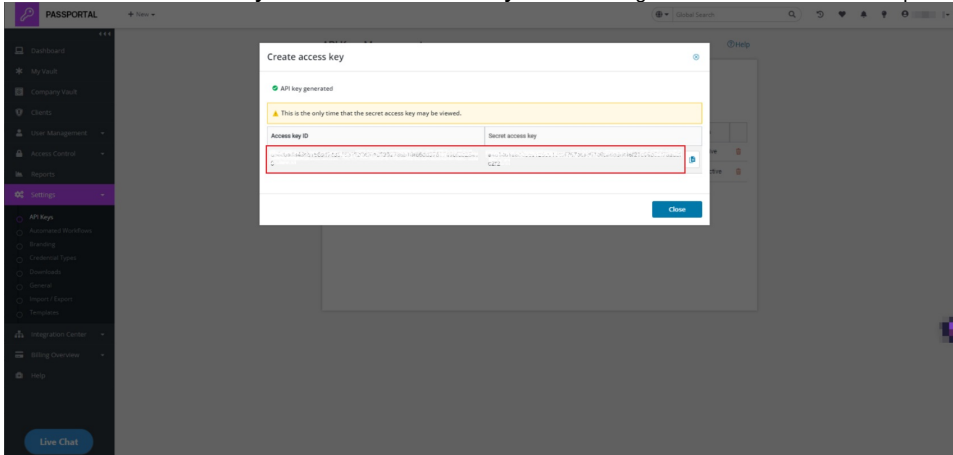 PASSPORTAL
+ New
Global Search
Dashboard
My Vault
Company Vault
Clients
User Management
Access Control
Reports
Settings
API Keys
Automated Workflows
Branding
Credential Types
Downloads
General
Import / Export
Templates
Integration Center
Billing Overview
Help
Live Chat
Help
Create access key
API key generated
This is the only time that the secret access key may be viewed.
Access key ID
Secret access key
Close